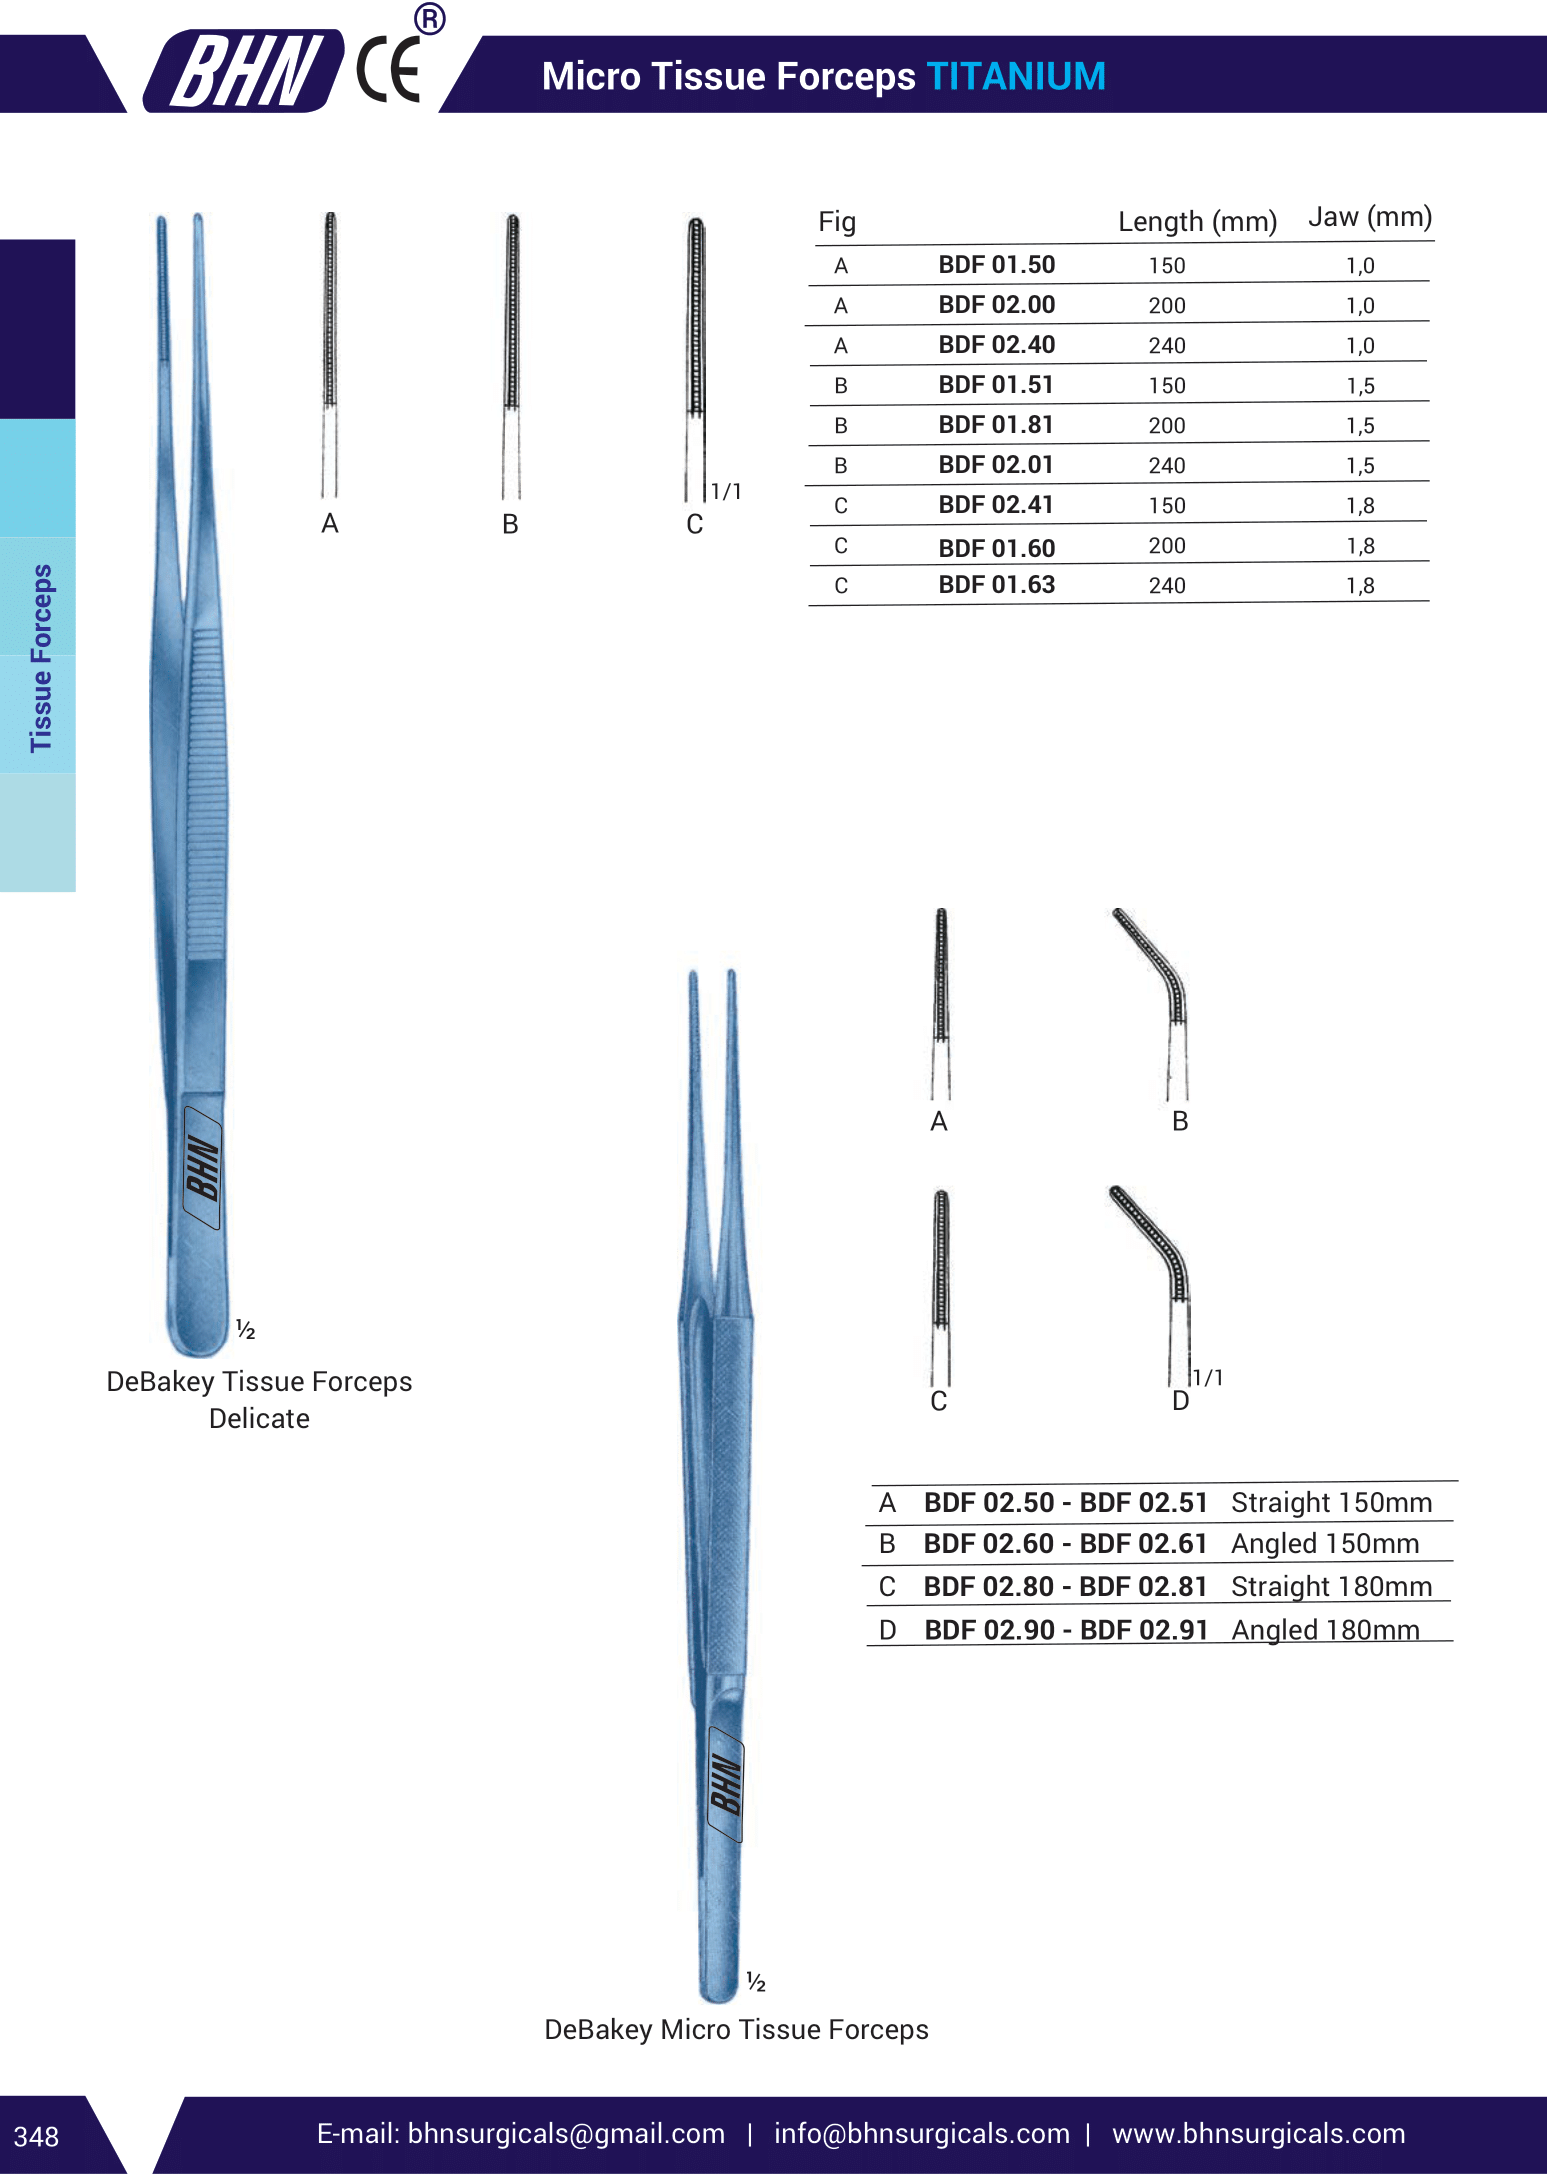 BHN CE ®
Micro Tissue Forceps TITANIUM
Tissue Forceps
A
B
C
1/1
Fig Length (mm) Jaw (mm)
A BDF 01.50 150 1,0
A BDF 02.00 200 1,0
A BDF 02.40 240 1,0
B BDF 01.51 150 1,5
B BDF 01.81 200 1,5
B BDF 02.01 240 1,5
C BDF 02.41 150 1,8
C BDF 01.60 200 1,8
C BDF 01.63 240 1,8
BHN
½
DeBakey Tissue Forceps
Delicate
A
B
C
D
1/1
A BDF 02.50 - BDF 02.51 Straight 150mm
B BDF 02.60 - BDF 02.61 Angled 150mm
C BDF 02.80 - BDF 02.81 Straight 180mm
D BDF 02.90 - BDF 02.91 Angled 180mm
BHN
½
DeBakey Micro Tissue Forceps
348
E-mail: bhnsurgicals@gmail.com | info@bhnsurgicals.com | www.bhnsurgicals.com